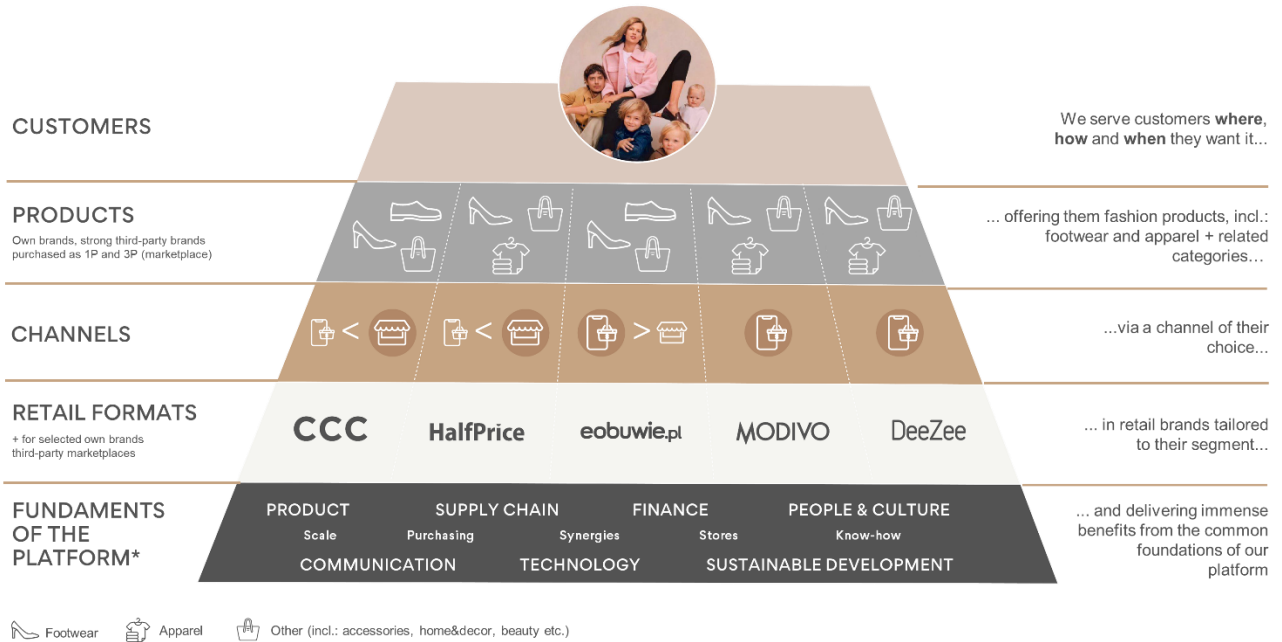 CUSTOMERS
We serve customers where,
how and when they want it...
PRODUCTS
Own brands, strong third-party brands
purchased as 1P and 3P (marketplace)
... offering them fashion products, incl.:
footwear and apparel + related
categories...
CHANNELS
<
<
>
...via a channel of their
choice...
RETAIL FORMATS
+ for selected own brands
third-party marketplaces
CCC
HalfPrice
eobuwie.pl
MODIVO
DeeZee
... in retail brands tailored
to their segment...
FUNDAMENTS
OF THE
PLATFORM*
PRODUCT SUPPLY CHAIN FINANCE PEOPLE & CULTURE
Scale Purchasing Synergies Stores Know-how
COMMUNICATION TECHNOLOGY SUSTAINABLE DEVELOPMENT
... and delivering immense
benefits from the common
foundations of our
platform
Footwear Apparel Other (incl.: accessories, home&decor, beauty etc.)